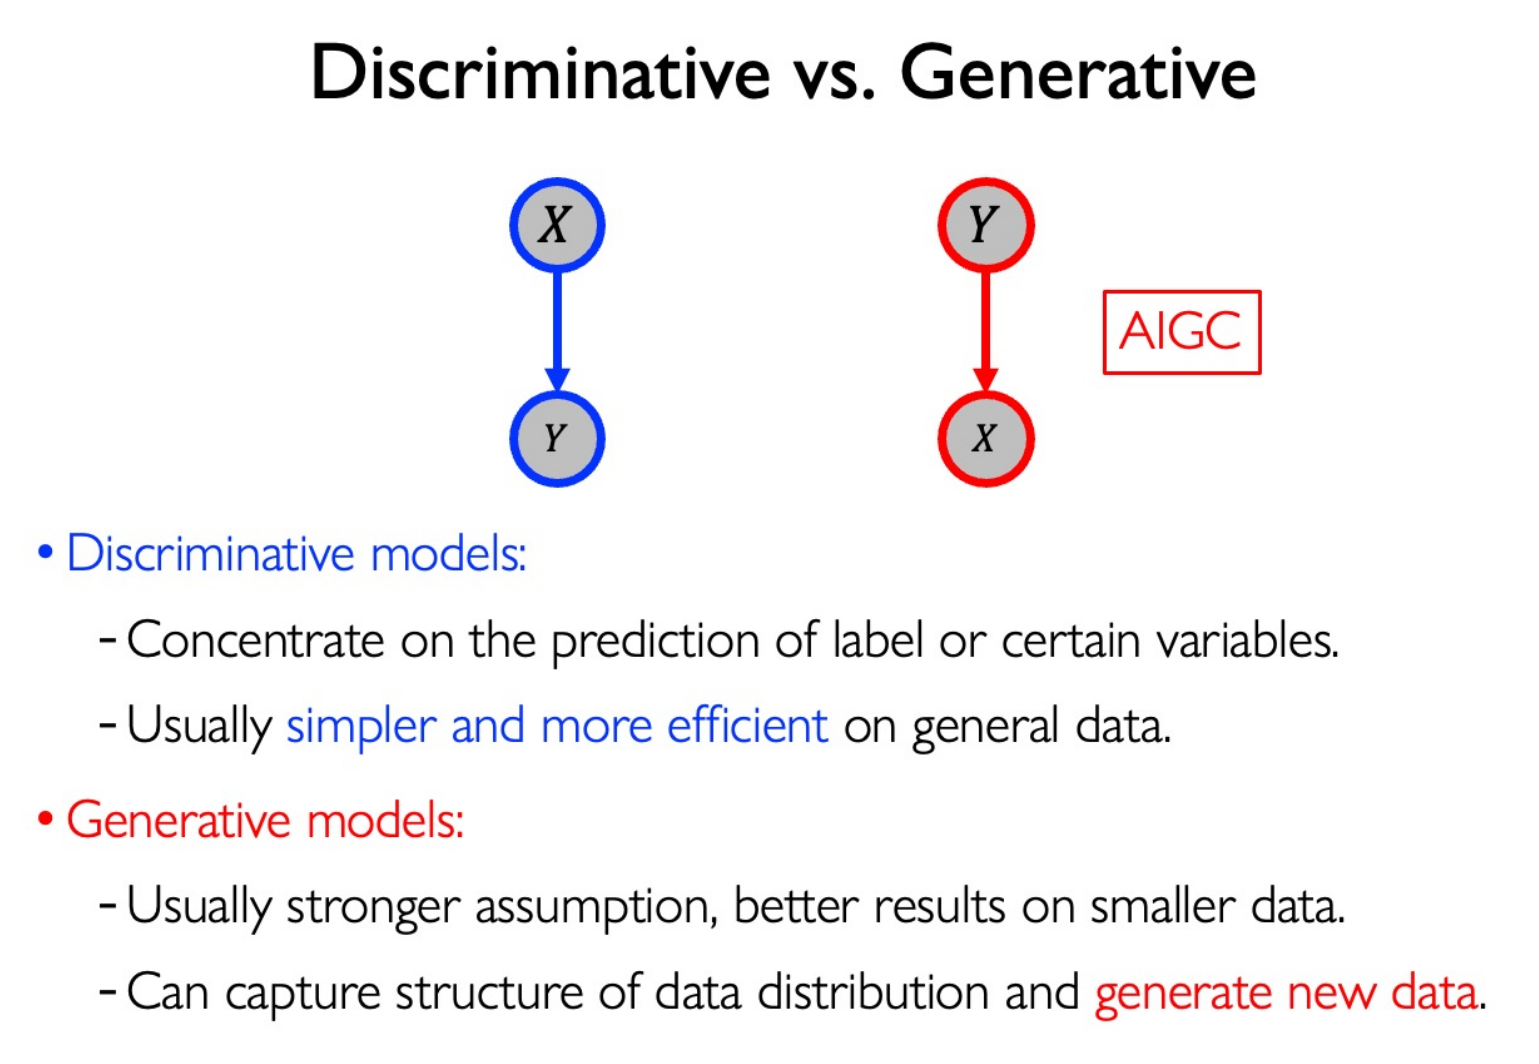 Discriminative vs. Generative
X
Y
AIGC
Y
X
• Discriminative models:
- Concentrate on the prediction of label or certain variables.
- Usually simpler and more efficient on general data.
• Generative models:
- Usually stronger assumption, better results on smaller data.
- Can capture structure of data distribution and generate new data.